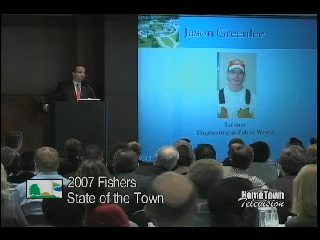 Jason Greenlee
Laborer
Engineering & Public Works
2007 Fishers
State of the Town
HomeTown
Television